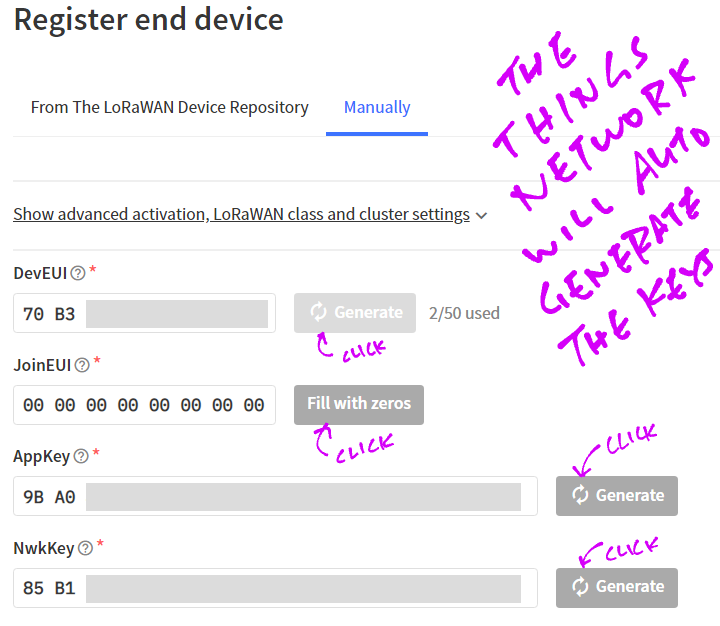 Register end device
From The LoRaWAN Device Repository Manually
THE
THINGS
NETWORK
WILL AUTO
GENERATE
THE KEYS
Show advanced activation, LoRaWAN class and cluster settings
DevEUI *
70 B3 Generate 2/50 used
CLICK
JoinEUI *
00 00 00 00 00 00 00 00 Fill with zeros
CLICK
AppKey *
CLICK
9B A0 Generate
NwkKey *
CLICK
85 B1 Generate